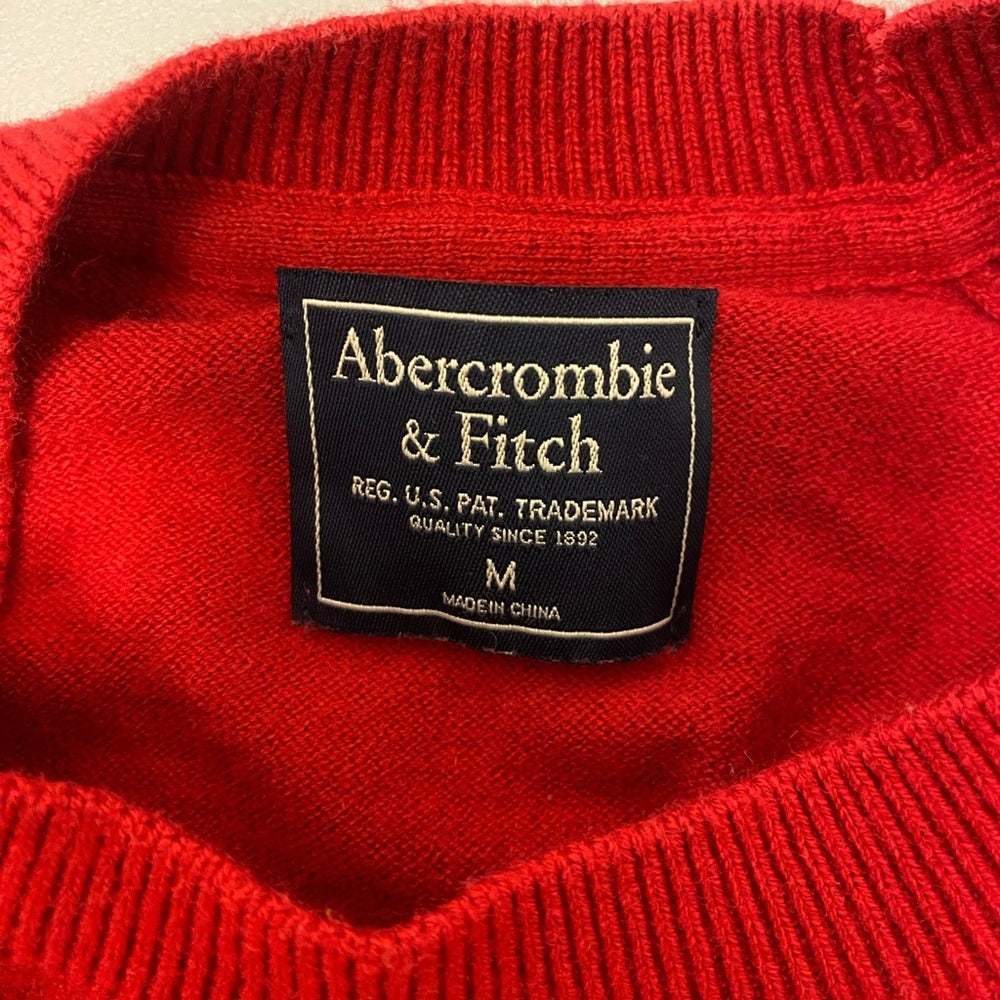 Abercrombie
& Fitch
REG. U.S. PAT. TRADEMARK
QUALITY SINCE 1892
M
MADE IN CHINA